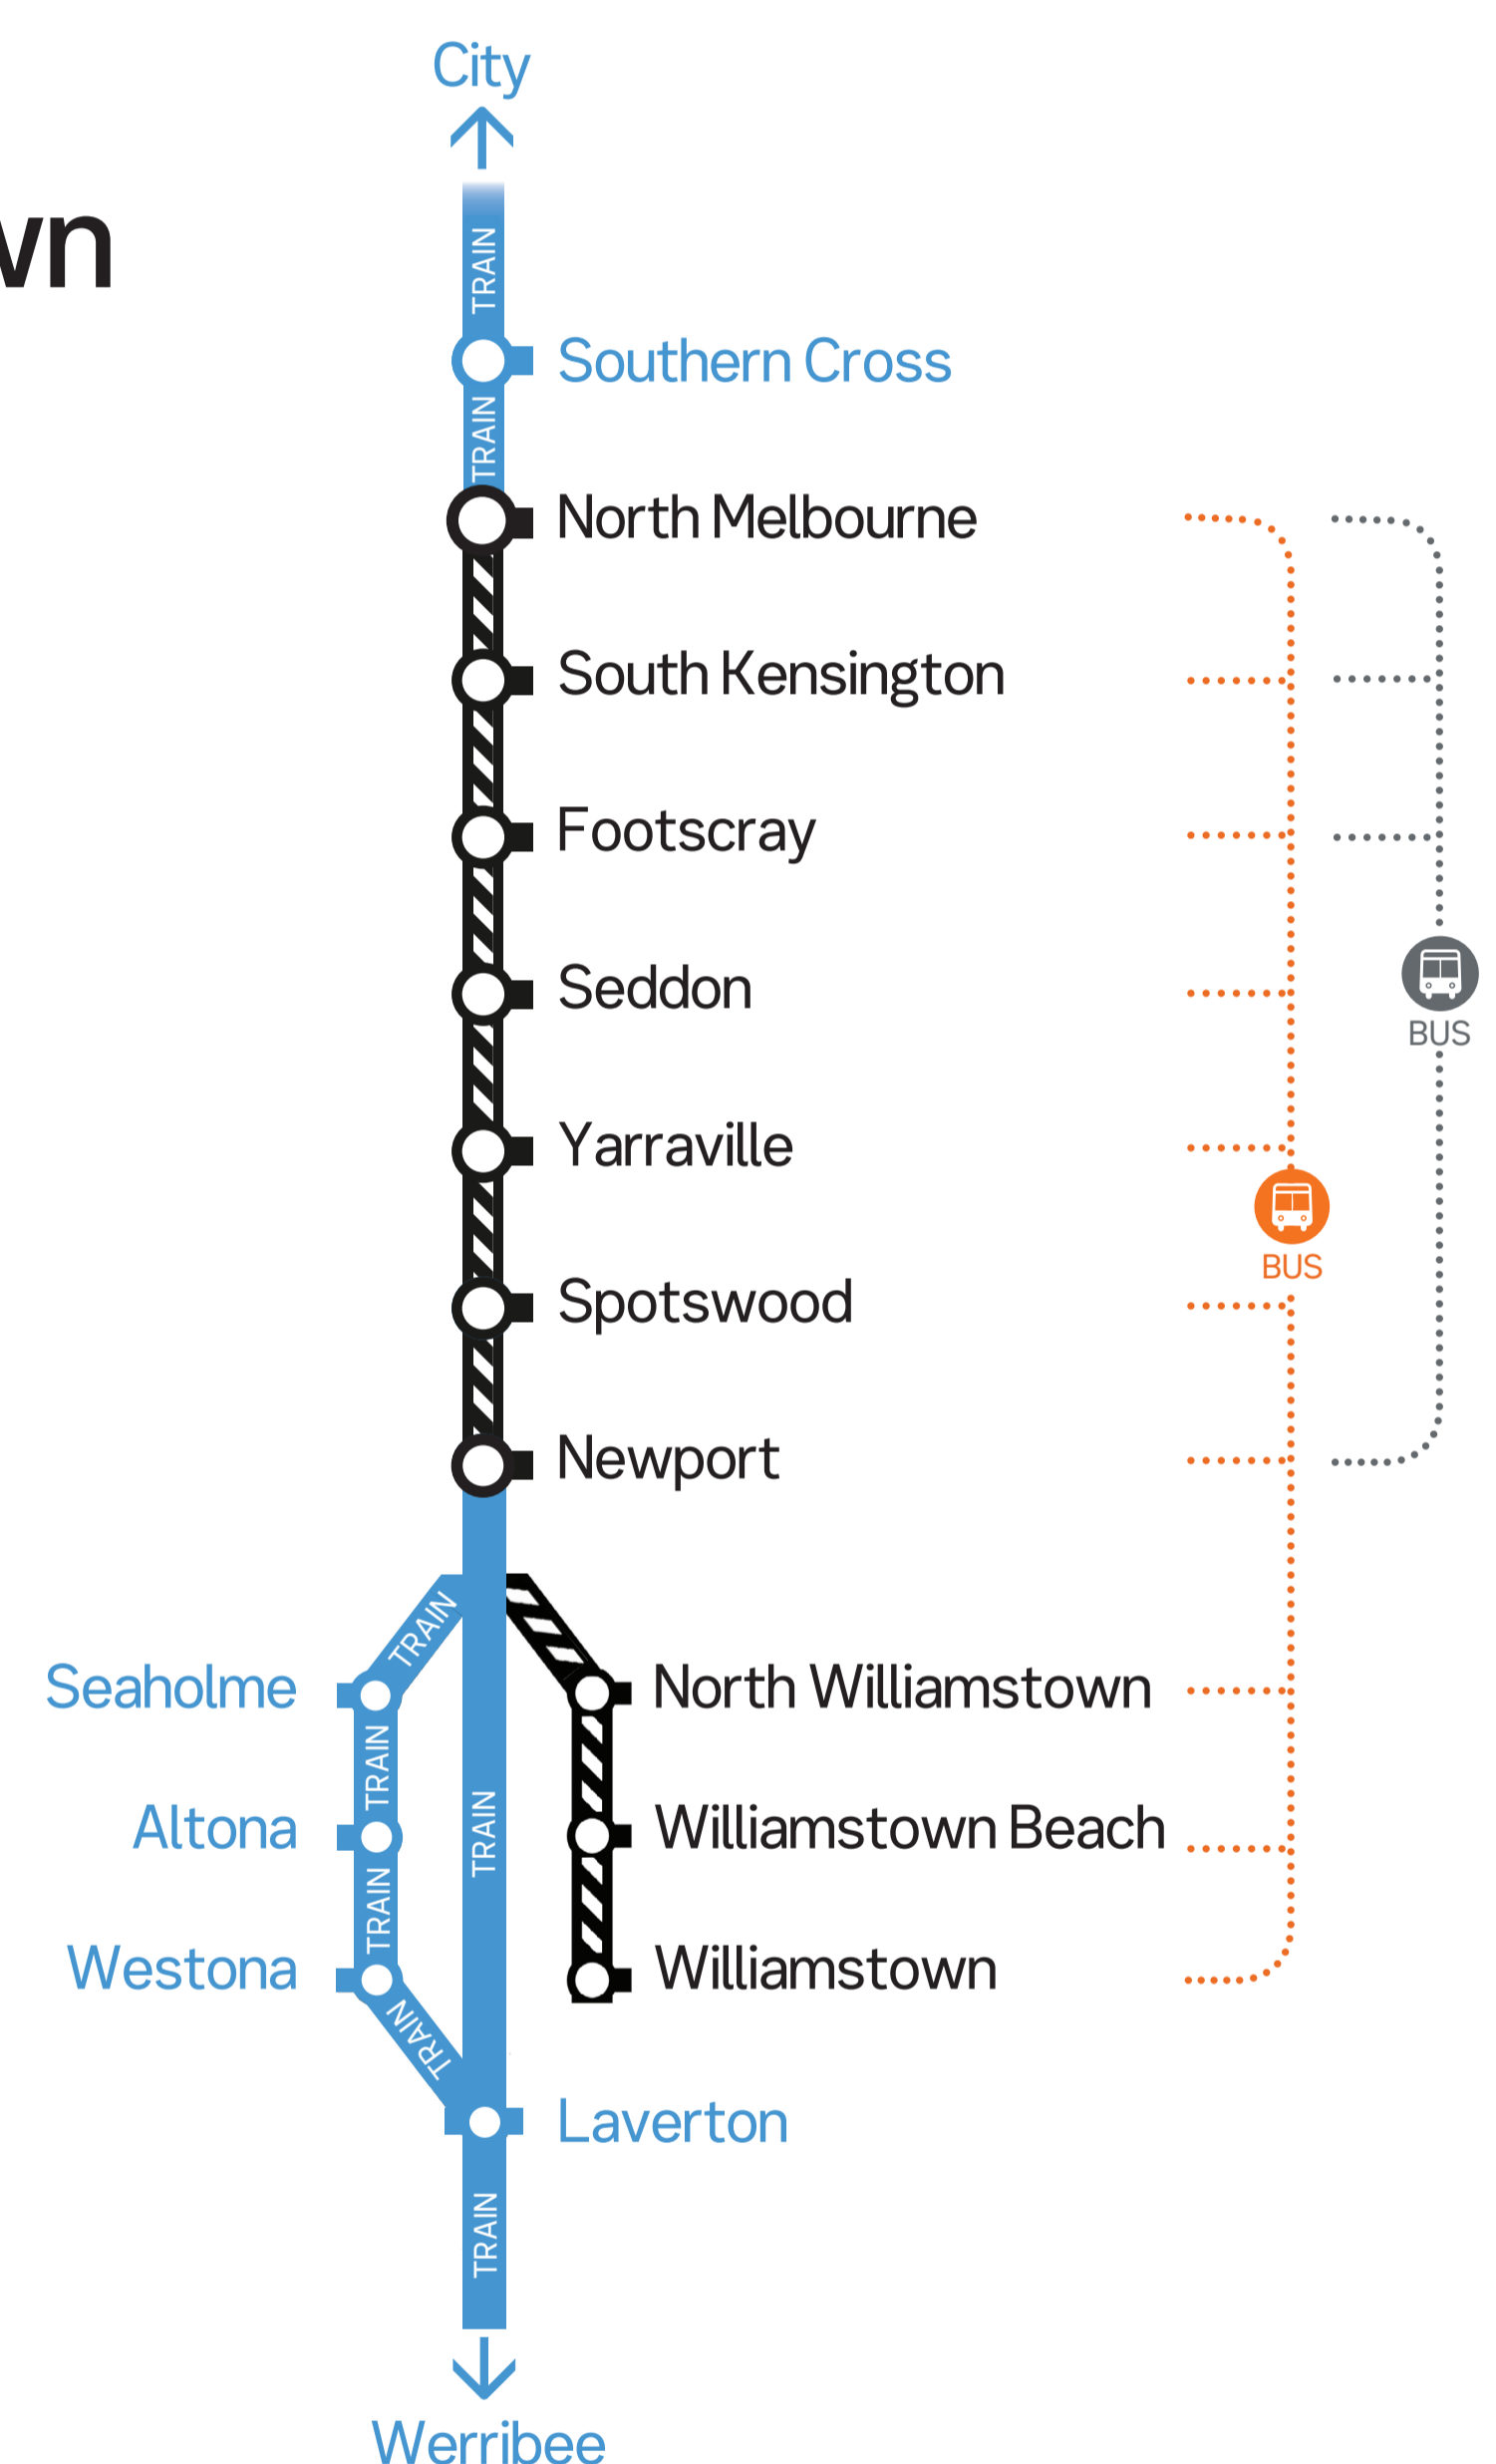 City
wn
TRAIN
Southern Cross
TRAIN
North Melbourne
South Kensington
Footscray
Seddon
BUS
Yarraville
BUS
Spotswood
Newport
TRAIN
Seaholme
North Williamstown
TRAIN
TRAIN
Altona
Williamstown Beach
TRAIN
Westona
Williamstown
TRAIN
Laverton
TRAIN
Werribee